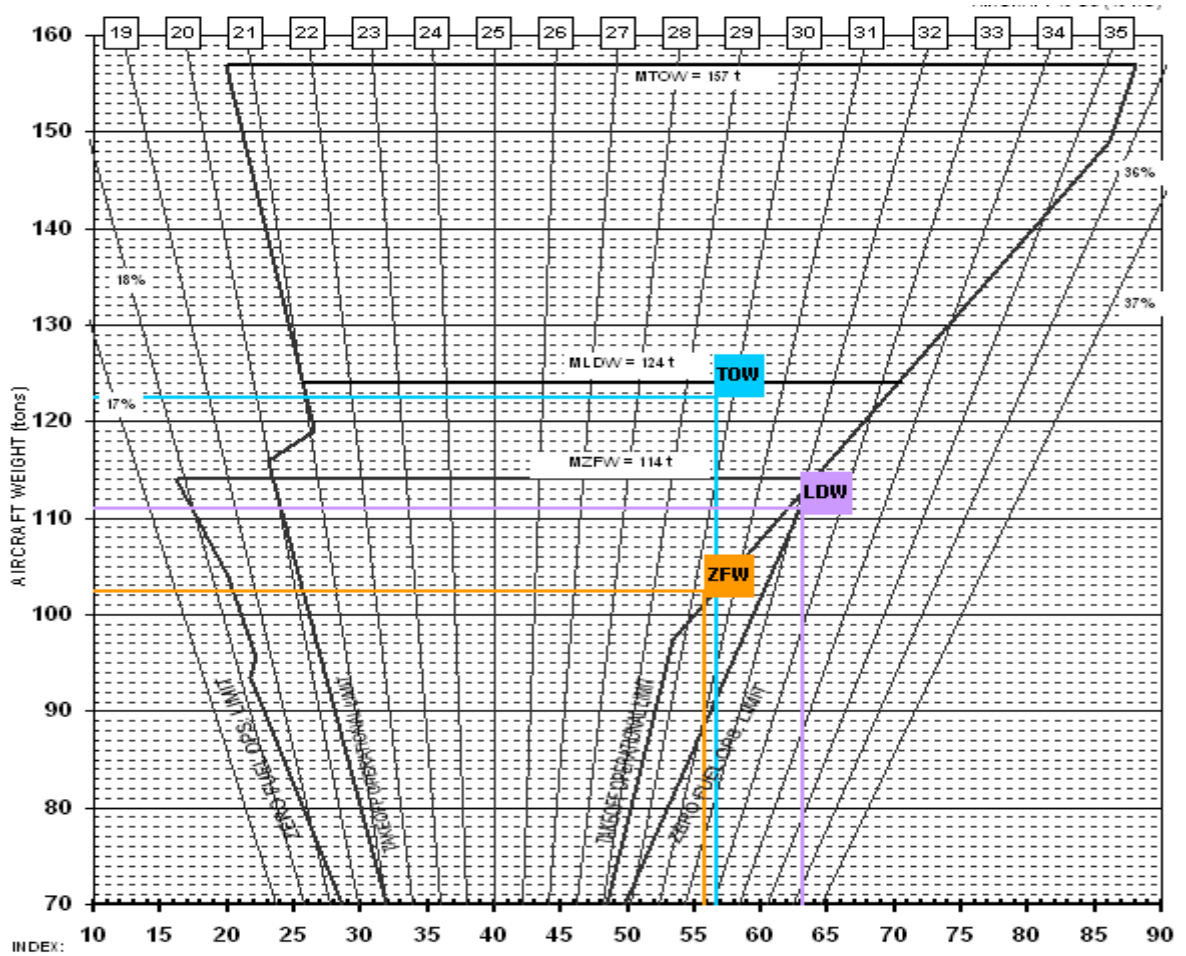 160 19 20 21 22 23 24 25 26 27 28 29 30 31 32 33 34 35
MTOW = 157 t
150
36%
140
18%
37%
130
MLDW = 124 t
TOW
17%
120
MZFW = 114 t
LDW
110
AIRCRAFT WEIGHT (tons)
ZFW
100
90
ZERO FUEL OPS. LIMIT
TAKEOFF OPERATIONAL LIMIT
TAKEOFF OPERATIONAL LIMIT
ZERO FUEL OPS. LIMIT
80
70
10 15 20 25 30 35 40 45 50 55 60 65 70 75 80 85 90
INDEX: